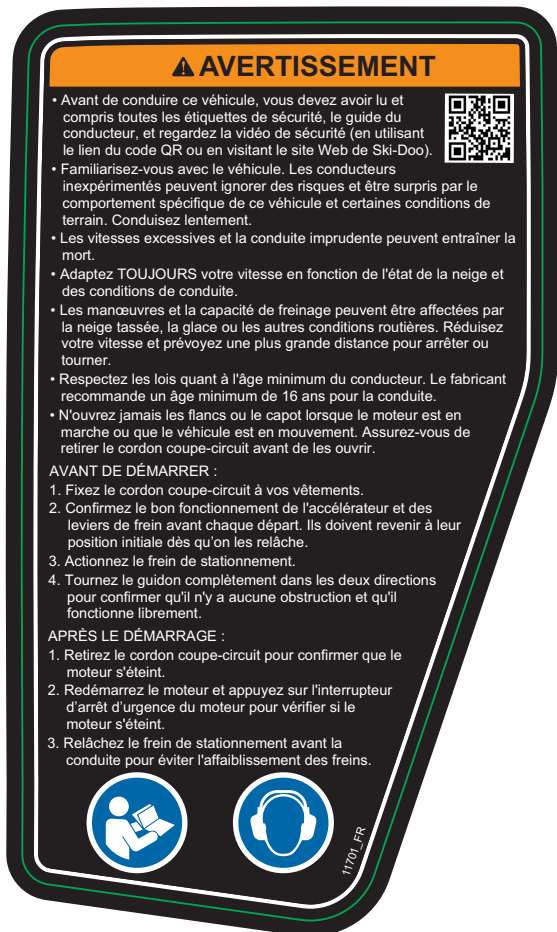 AVERTISSEMENT
• Avant de conduire ce véhicule, vous devez avoir lu et
compris toutes les étiquettes de sécurité, le guide du
conducteur, et regardez la vidéo de sécurité (en utilisant
le lien du code QR ou en visitant le site Web de Ski-Doo).
• Familiarisez-vous avec le véhicule. Les conducteurs
inexpérimentés peuvent ignorer des risques et être surpris par le
comportement spécifique de ce véhicule et certaines conditions de
terrain. Conduisez lentement.
• Les vitesses excessives et la conduite imprudente peuvent entraîner la
mort.
• Adaptez TOUJOURS votre vitesse en fonction de l'état de la neige et
des conditions de conduite.
• Les manœuvres et la capacité de freinage peuvent être affectées par
la neige tassée, la glace ou les autres conditions routières. Réduisez
votre vitesse et prévoyez une plus grande distance pour arrêter ou
tourner.
• Respectez les lois quant à l'âge minimum du conducteur. Le fabricant
recommande un âge minimum de 16 ans pour la conduite.
• N'ouvrez jamais les flancs ou le capot lorsque le moteur est en
marche ou que le véhicule est en mouvement. Assurez-vous de
retirer le cordon coupe-circuit avant de les ouvrir.
AVANT DE DÉMARRER :
1. Fixez le cordon coupe-circuit à vos vêtements.
2. Confirmez le bon fonctionnement de l'accélérateur et des
leviers de frein avant chaque départ. Ils doivent revenir à leur
position initiale dès qu'on les relâche.
3. Actionnez le frein de stationnement.
4. Tournez le guidon complètement dans les deux directions
pour confirmer qu'il n'y a aucune obstruction et qu'il
fonctionne librement.
APRÈS LE DÉMARRAGE :
1. Retirez le cordon coupe-circuit pour confirmer que le
moteur s'éteint.
2. Redémarrez le moteur et appuyez sur l'interrupteur
d’arrêt d’urgence du moteur pour vérifier si le
moteur s'éteint.
3. Relâchez le frein de stationnement avant la
conduite pour éviter l'affaiblissement des freins.
11701_FR